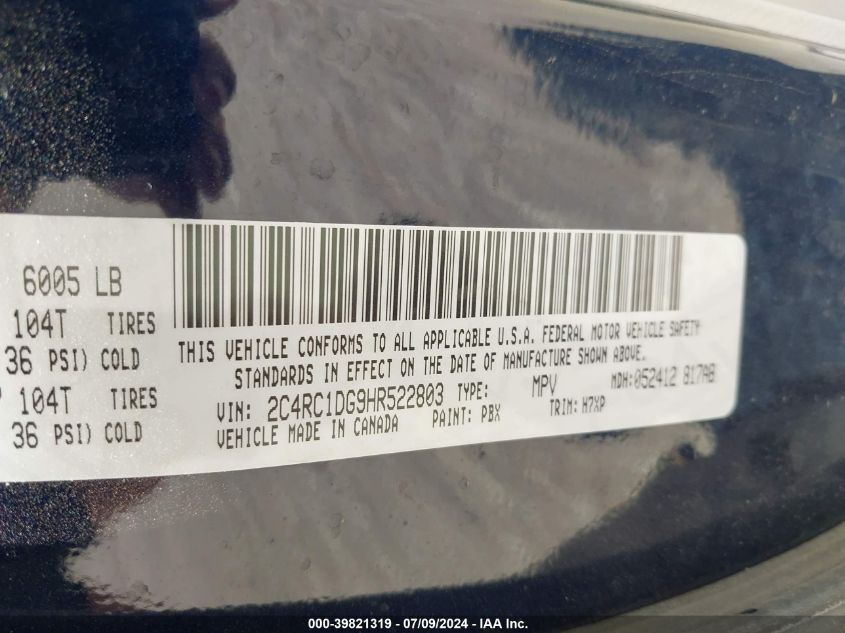 6005 LB
104T TIRES
36 PSI) COLD
104T TIRES
36 PSI) COLD
THIS VEHICLE CONFORMS TO ALL APPLICABLE U.S.A. FEDERAL MOTOR VEHICLE SAFETY
STANDARDS IN EFFECT ON THE DATE OF MANUFACTURE SHOWN ABOVE.
VIN: 2C4RC1DG9HR522803 TYPE: MPV MDH:052412 817AB
VEHICLE MADE IN CANADA PAINT: PBX TRIM: H7XP
000-39821319 - 07/09/2024 - IAA Inc.